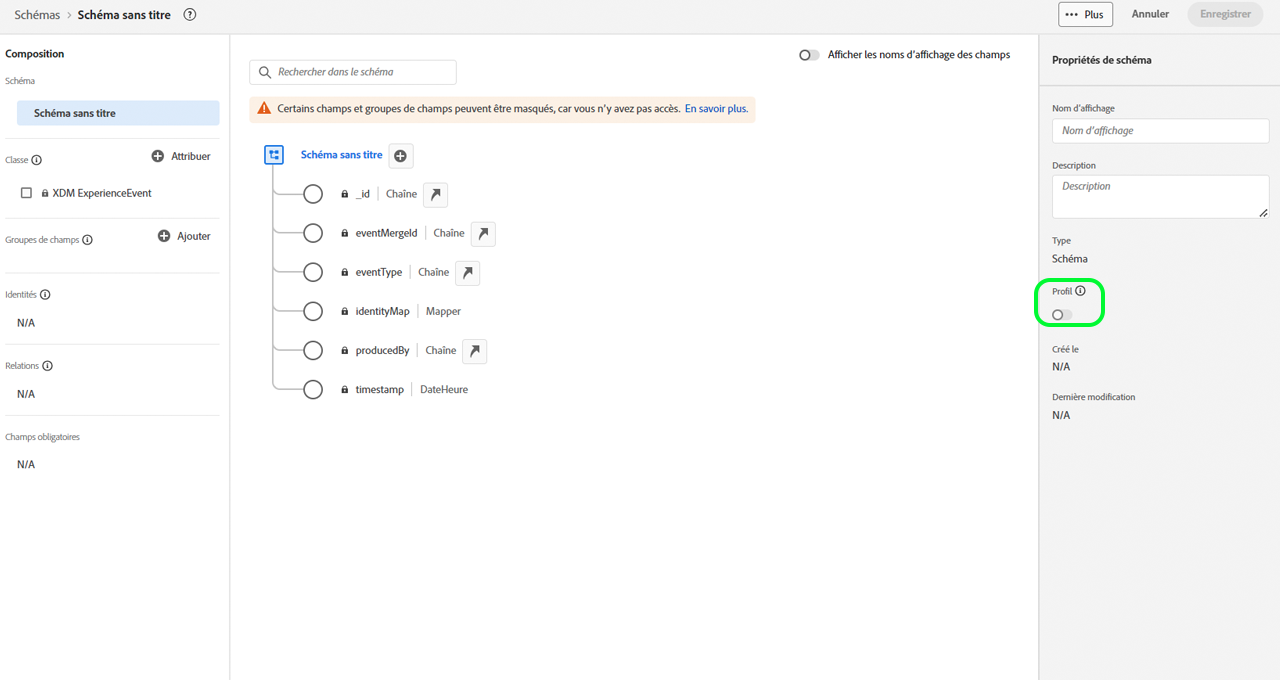 Schémas > Schéma sans titre
••• Plus
Annuler
Enregistrer
Composition
Schéma
Schéma sans titre
Classe
Attribuer
XDM ExperienceEvent
Groupes de champs
Ajouter
Identités
N/A
Relations
N/A
Champs obligatoires
N/A
Rechercher dans le schéma
Afficher les noms d’affichage des champs
Certains champs et groupes de champs peuvent être masqués, car vous n’y avez pas accès. En savoir plus.
Schéma sans titre
_id | Chaîne
eventMergeId | Chaîne
eventType | Chaîne
identityMap | Mapper
producedBy | Chaîne
timestamp | DateHeure
Propriétés de schéma
Nom d’affichage
Nom d’affichage
Description
Description
Type
Schéma
Profil
Créé le
N/A
Dernière modification
N/A